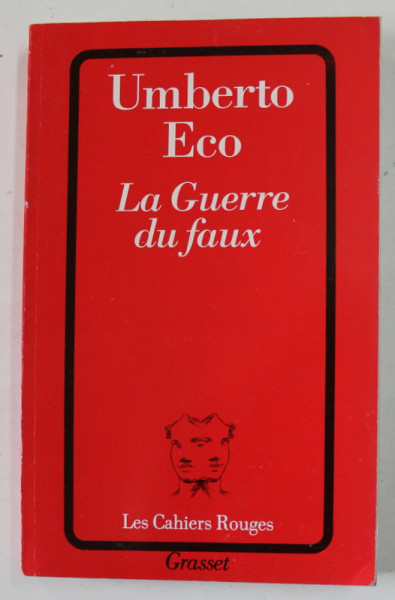 Umberto
Eco
La Guerre
du faux
Les Cahiers Rouges
Grasset